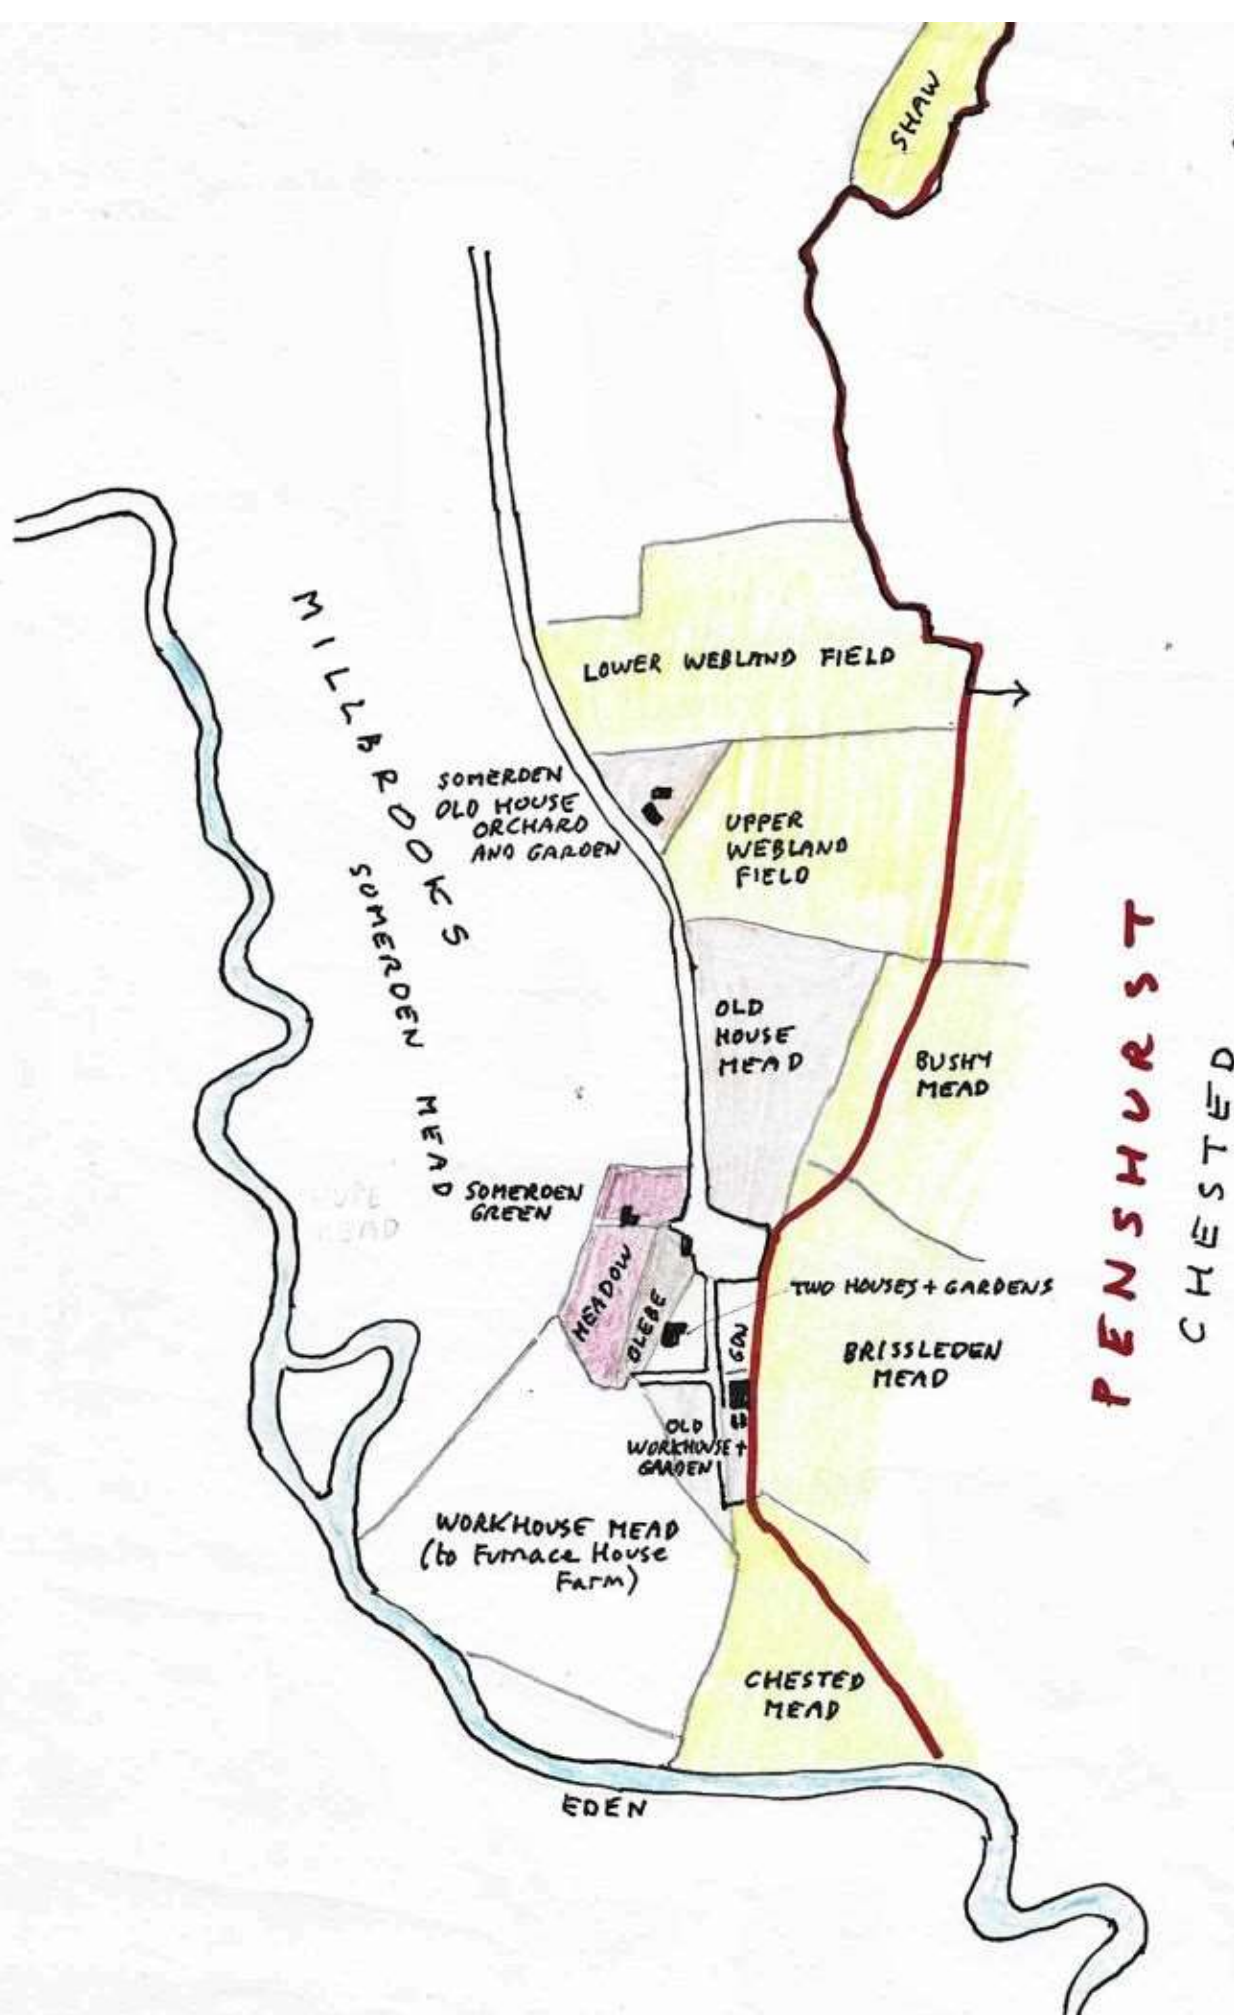 SHAW
MILLBROOKS
LOWER WEBLAND FIELD
SOMERDEN
OLD HOUSE
ORCHARD
AND GARDEN
UPPER
WEBLAND
FIELD
SOMERDEN MEAD
OLD
HOUSE
MEAD
BUSHY
MEAD
PENSHURST
CHESTED
SOMERDEN
GREEN
MEADOW
GLEBE
TWO HOUSES + GARDENS
GDN
BRISSLEDEN
MEAD
OLD
WORKHOUSE +
GARDEN
WORKHOUSE MEAD
(to Furnace House
Farm)
CHESTED
MEAD
EDEN